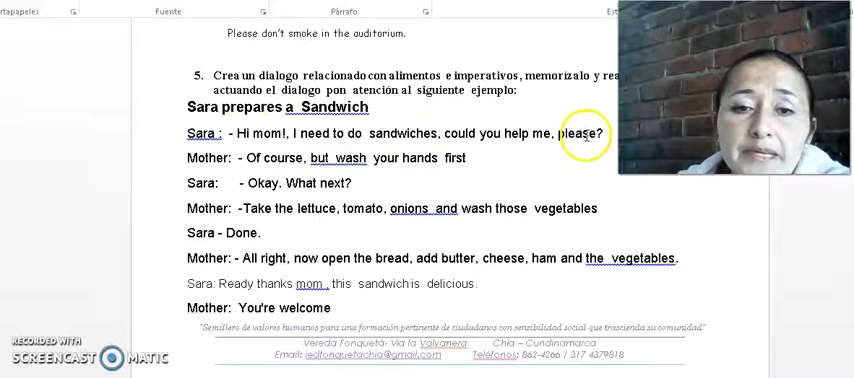 rtapapeles Fuente Párrafo Es
Please don't smoke in the auditorium.
5. Crea un dialogo relacionado con alimentos e imperativos, memorízalo y rea
actuando el dialogo pon atención al siguiente ejemplo:
Sara prepares a Sandwich
Sara : - Hi mom!, I need to do sandwiches, could you help me, please?
Mother: - Of course, but wash your hands first
Sara: - Okay. What next?
Mother: -Take the lettuce, tomato, onions and wash those vegetables
Sara - Done.
Mother: - All right, now open the bread, add butter, cheese, ham and the vegetables.
Sara: Ready thanks mom , this sandwich is delicious.
Mother: You're welcome
"Semillero de valores humanos para una formación pertinente de ciudadanos con sensibilidad social que trascienda su comunidad"
Vereda Fonquetá- Vía la Valvanera Chía – Cundinamarca
Email: iedfonquetachia@gmail.com Teléfonos: 862-4266 / 317 4379818
RECORDED WITH
SCREENCAST MATIC